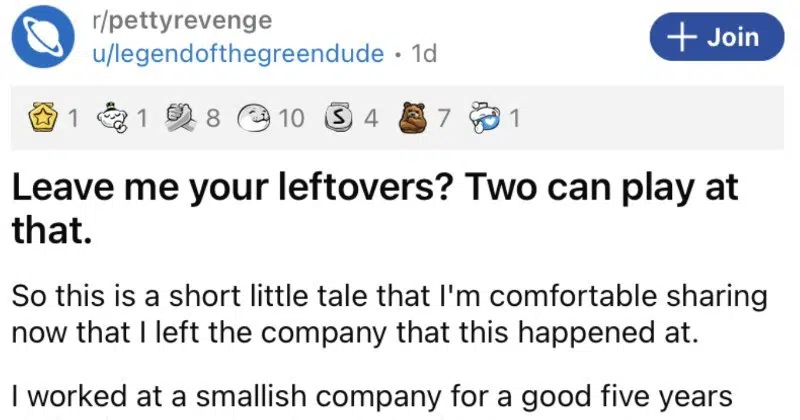 r/pettyrevenge
u/legendofthegreendude • 1d
+ Join
1 1 8 10 S 4 7 1
Leave me your leftovers? Two can play at
that.
So this is a short little tale that I'm comfortable sharing
now that I left the company that this happened at.
I worked at a smallish company for a good five years